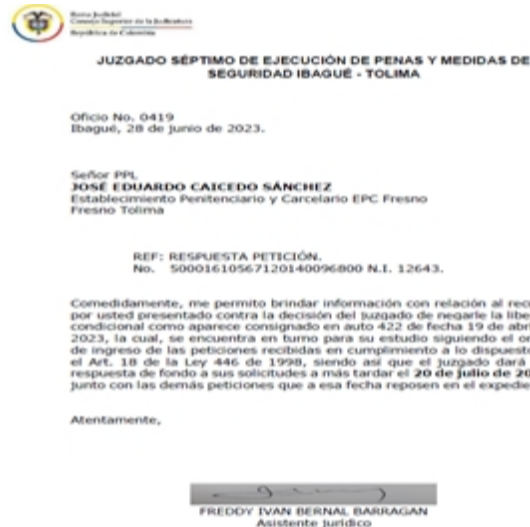 Rama Judicial
Consejo Superior de la Judicatura
República de Colombia
JUZGADO SÉPTIMO DE EJECUCIÓN DE PENAS Y MEDIDAS DE
SEGURIDAD IBAGUÉ - TOLIMA
Oficio No. 0419
Ibagué, 28 de junio de 2023.
Señor PPL
JOSÉ EDUARDO CAICEDO SÁNCHEZ
Establecimiento Penitenciario y Carcelario EPC Fresno
Fresno Tolima
REF: RESPUESTA PETICIÓN.
No. 50001610567120140096800 N.I. 12643.
Comedidamente, me permito brindar información con relación al rec
por usted presentado contra la decisión del juzgado de negarle la libe
condicional como aparece consignado en auto 422 de fecha 19 de abr
2023, la cual, se encuentra en turno para su estudio siguiendo el or
de ingreso de las peticiones recibidas en cumplimiento a lo dispuest
el Art. 18 de la Ley 446 de 1998, siendo así que el juzgado dará
respuesta de fondo a sus solicitudes a más tardar el 20 de julio de 20
junto con las demás peticiones que a esa fecha reposen en el expedie
Atentamente,
FREDDY IVAN BERNAL BARRAGAN
Asistente jurídico